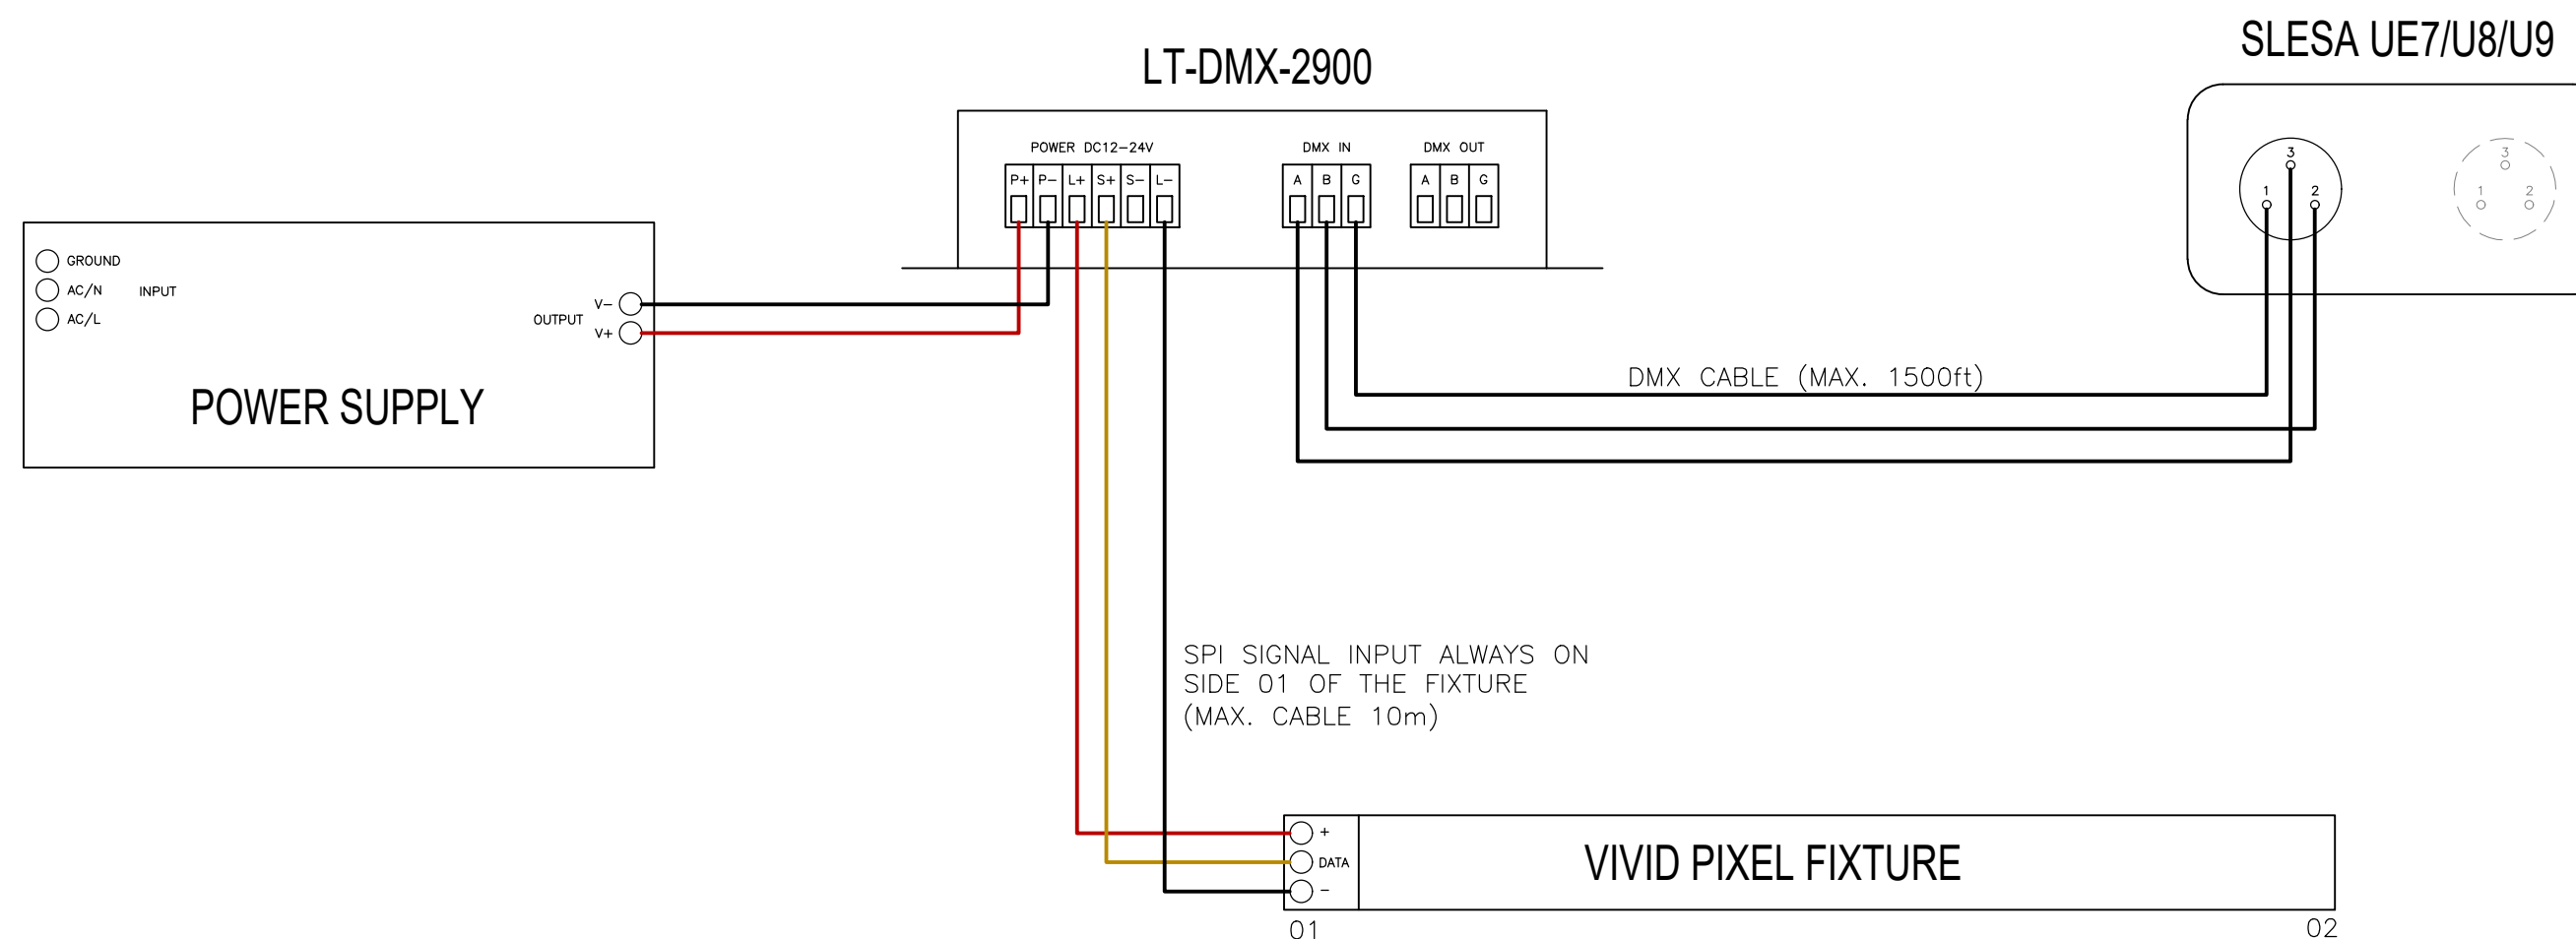 SLESA UE7/U8/U9
LT-DMX-2900
POWER DC12-24V
DMX IN
DMX OUT
P+ P- L+ S+ S- L-
A B G
A B G
3
1 2
3
1 2
GROUND
AC/N INPUT
AC/L
V-
OUTPUT
V+
POWER SUPPLY
DMX CABLE (MAX. 1500ft)
SPI SIGNAL INPUT ALWAYS ON
SIDE 01 OF THE FIXTURE
(MAX. CABLE 10m)
+
DATA
-
VIVID PIXEL FIXTURE
01
02